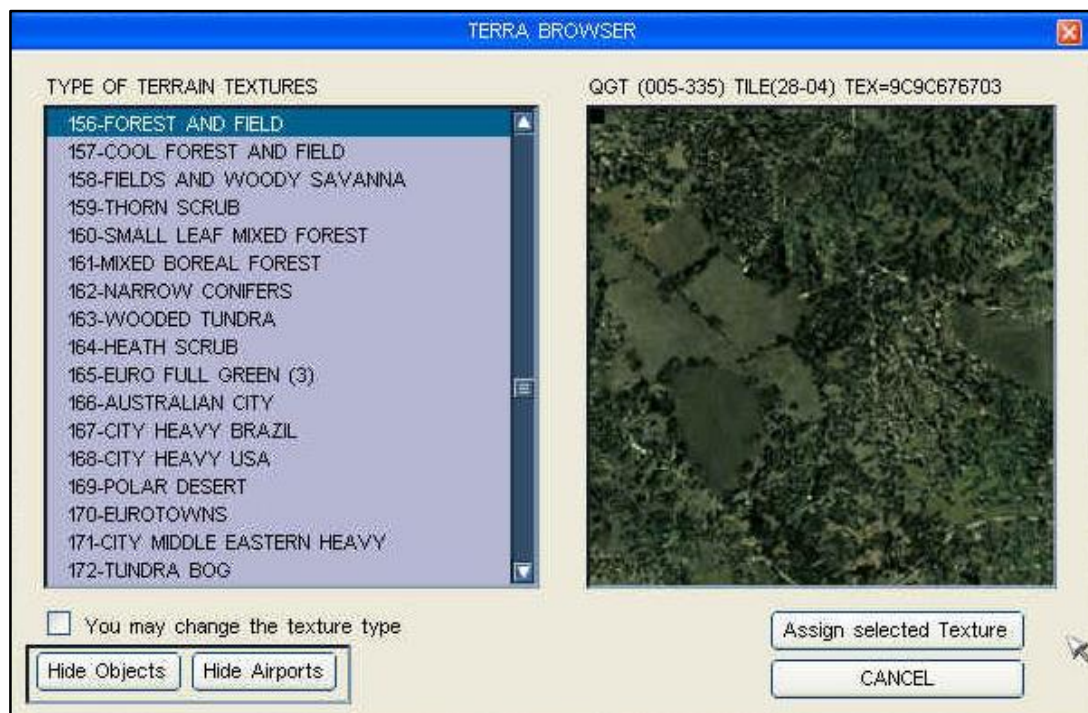 TERRA BROWSER
TYPE OF TERRAIN TEXTURES
156-FOREST AND FIELD
157-COOL FOREST AND FIELD
158-FIELDS AND WOODY SAVANNA
159-THORN SCRUB
160-SMALL LEAF MIXED FOREST
161-MIXED BOREAL FOREST
162-NARROW CONIFERS
163-WOODED TUNDRA
164-HEATH SCRUB
165-EURO FULL GREEN (3)
166-AUSTRALIAN CITY
167-CITY HEAVY BRAZIL
168-CITY HEAVY USA
169-POLAR DESERT
170-EUROTOWNS
171-CITY MIDDLE EASTERN HEAVY
172-TUNDRA BOG
You may change the texture type
Hide Objects Hide Airports
QGT (005-335) TILE(28-04) TEX=9C9C676703
Assign selected Texture
CANCEL